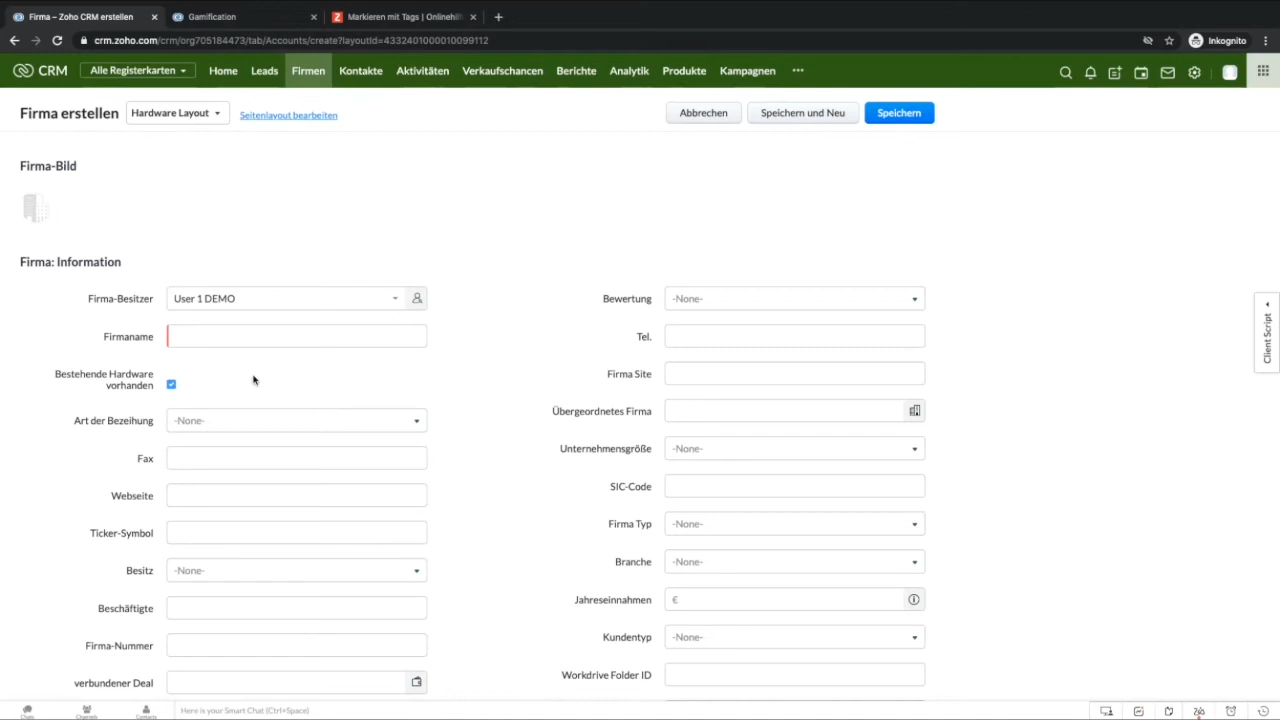 Firma – Zoho CRM erstellen
Gamification
Markieren mit Tags | Onlinehil
crm.zoho.com/crm/org705184473/tab/Accounts/create?layoutId=4332401000010099112
Inkognito
CRM
Alle Registerkarten
Home
Leads
Firmen
Kontakte
Aktivitäten
Verkaufschancen
Berichte
Analytik
Produkte
Kampagnen
Firma erstellen
Hardware Layout
Seitenlayout bearbeiten
Abbrechen
Speichern und Neu
Speichern
Firma-Bild
Firma: Information
Firma-Besitzer
User 1 DEMO
Bewertung
-None-
Firmaname
Tel.
Bestehende Hardware
vorhanden
Firma Site
Art der Bezeihung
-None-
Übergeordnetes Firma
Fax
Unternehmensgröße
-None-
Webseite
SIC-Code
Ticker-Symbol
Firma Typ
-None-
Besitz
-None-
Branche
-None-
Beschäftigte
Jahreseinnahmen
€
Firma-Nummer
Kundentyp
-None-
verbundener Deal
Workdrive Folder ID
Client Script
Chats
Channels
Contacts
Here is your Smart Chat (Ctrl+Space)